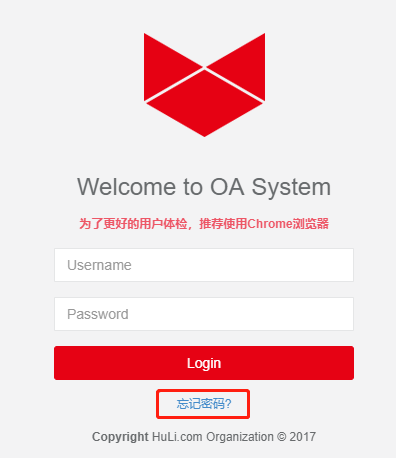 Welcome to OA System
为了更好的用户体检，推荐使用Chrome浏览器
Username
Password
Login
忘记密码?
Copyright HuLi.com Organization © 2017